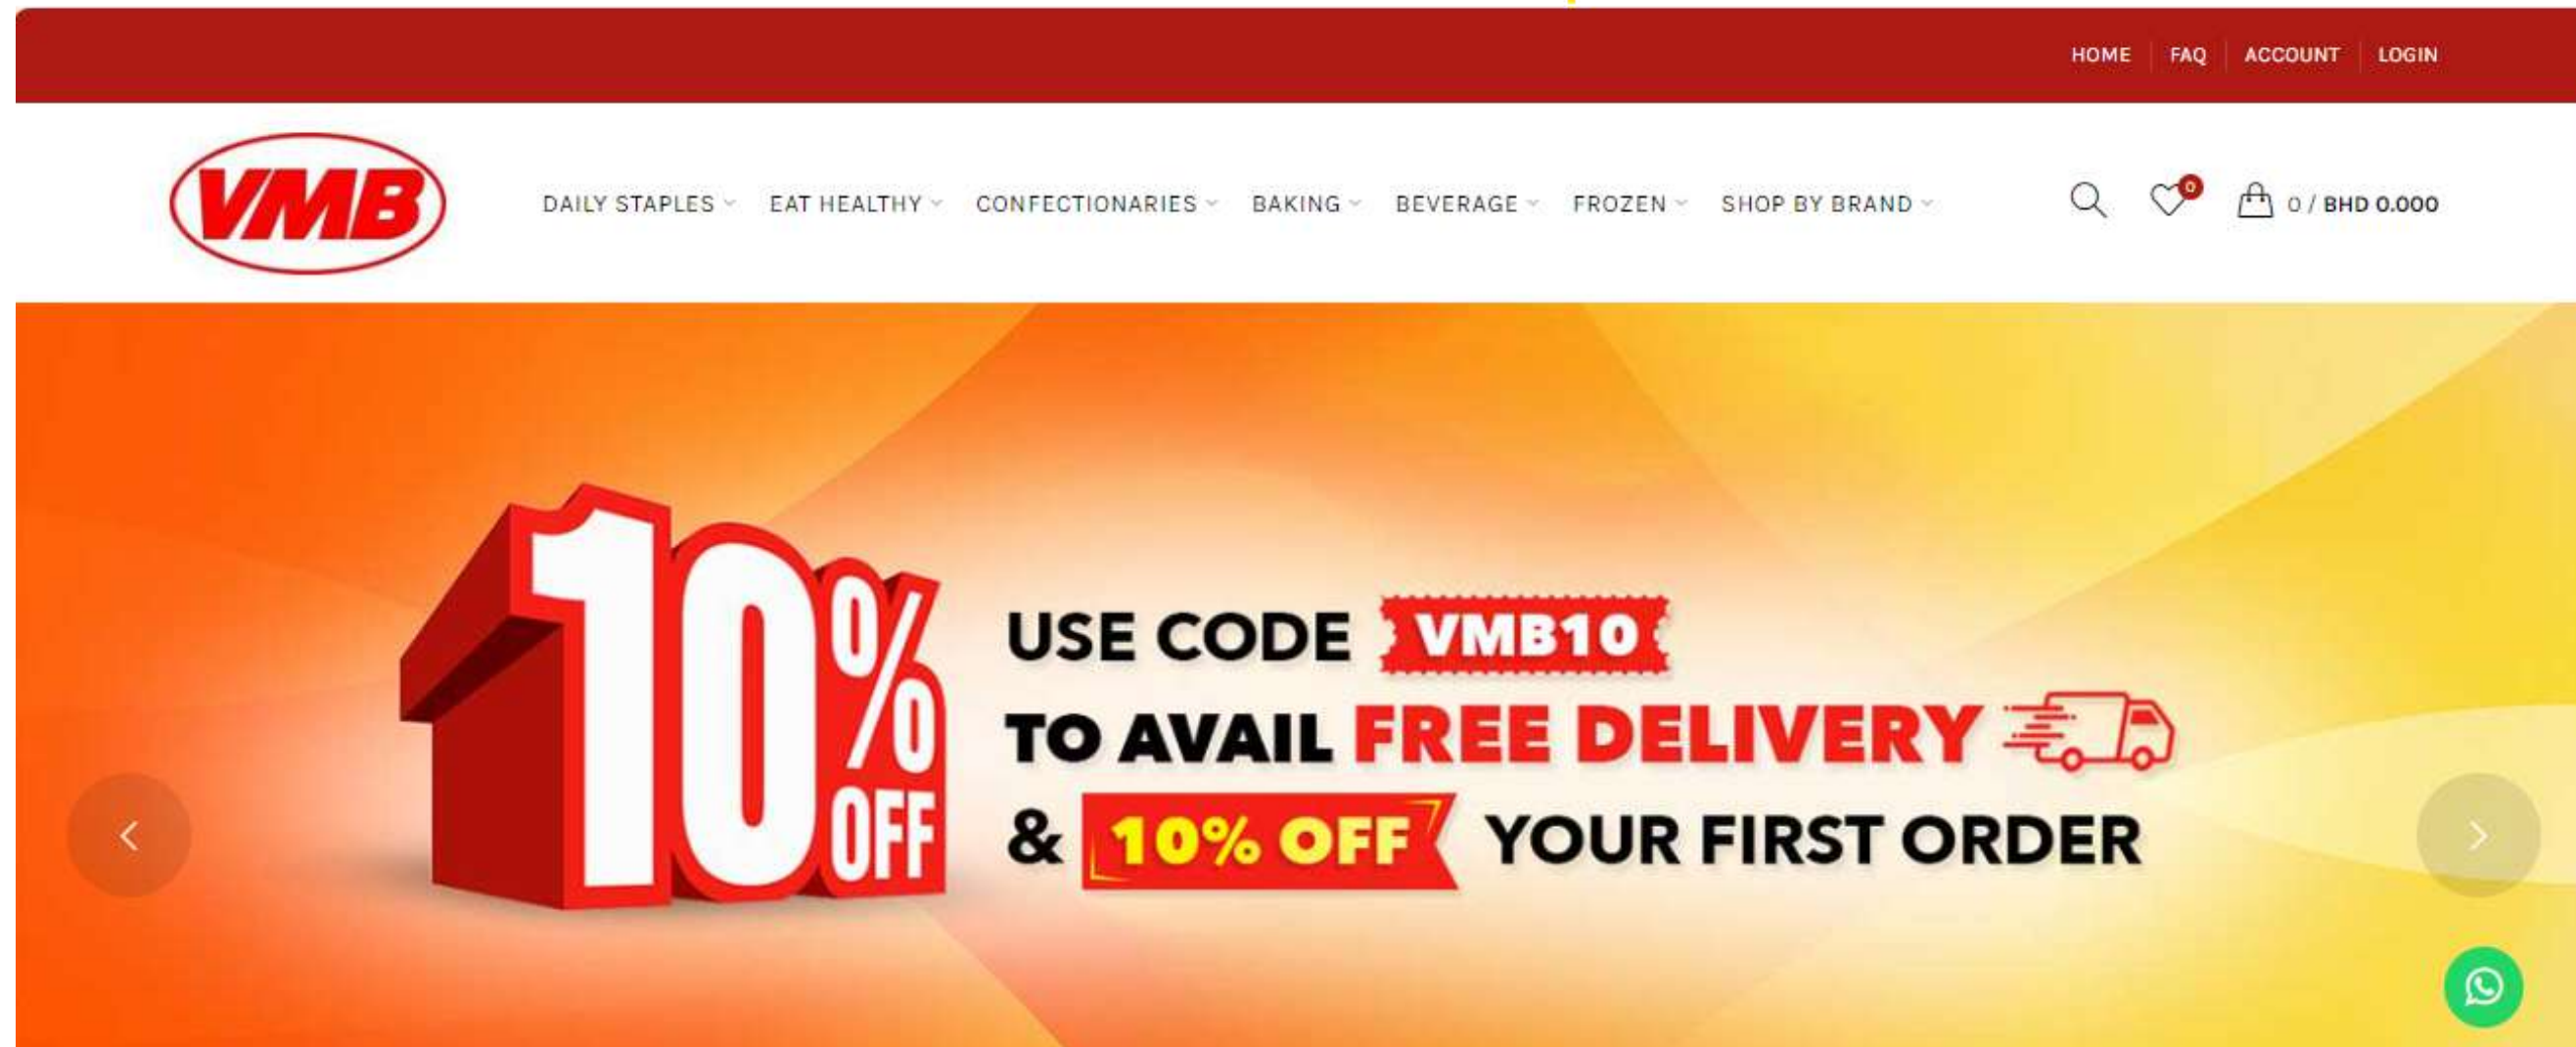 HOME FAQ ACCOUNT LOGIN
VMB
DAILY STAPLES EAT HEALTHY CONFECTIONARIES BAKING BEVERAGE FROZEN SHOP BY BRAND 0 0 / BHD 0.000
10% OFF
USE CODE VMB10
TO AVAIL FREE DELIVERY
& 10% OFF YOUR FIRST ORDER